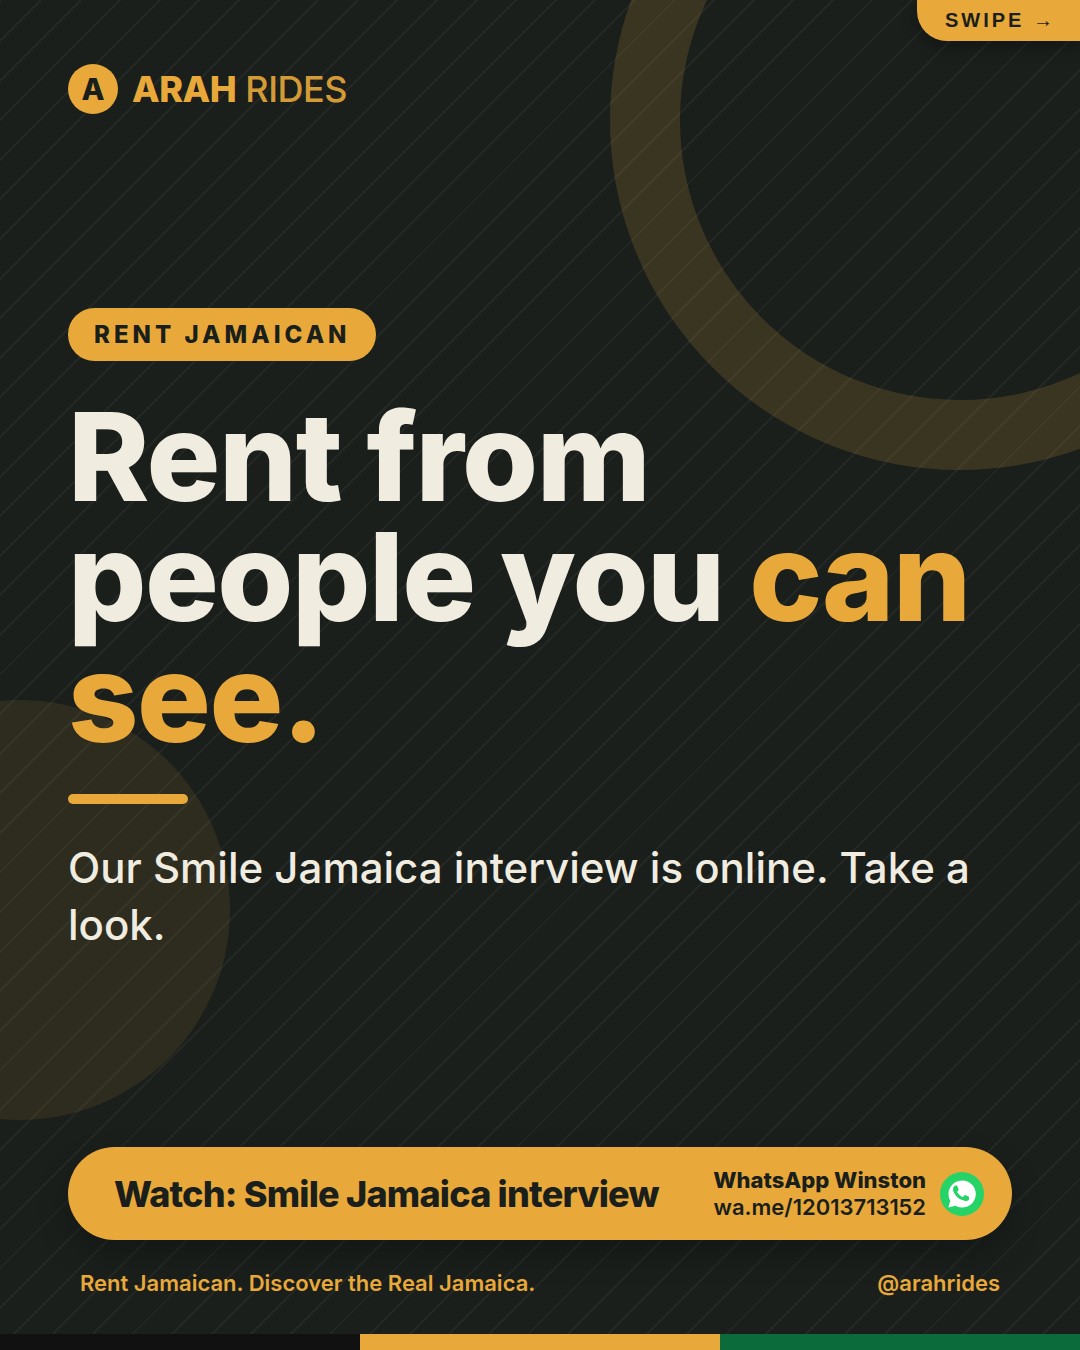 SWIPE →
A ARAH RIDES
RENT JAMAICAN
Rent from
people you can
see.
Our Smile Jamaica interview is online. Take a
look.
Watch: Smile Jamaica interview
WhatsApp Winston
wa.me/12013713152
Rent Jamaican. Discover the Real Jamaica.
@arahrides